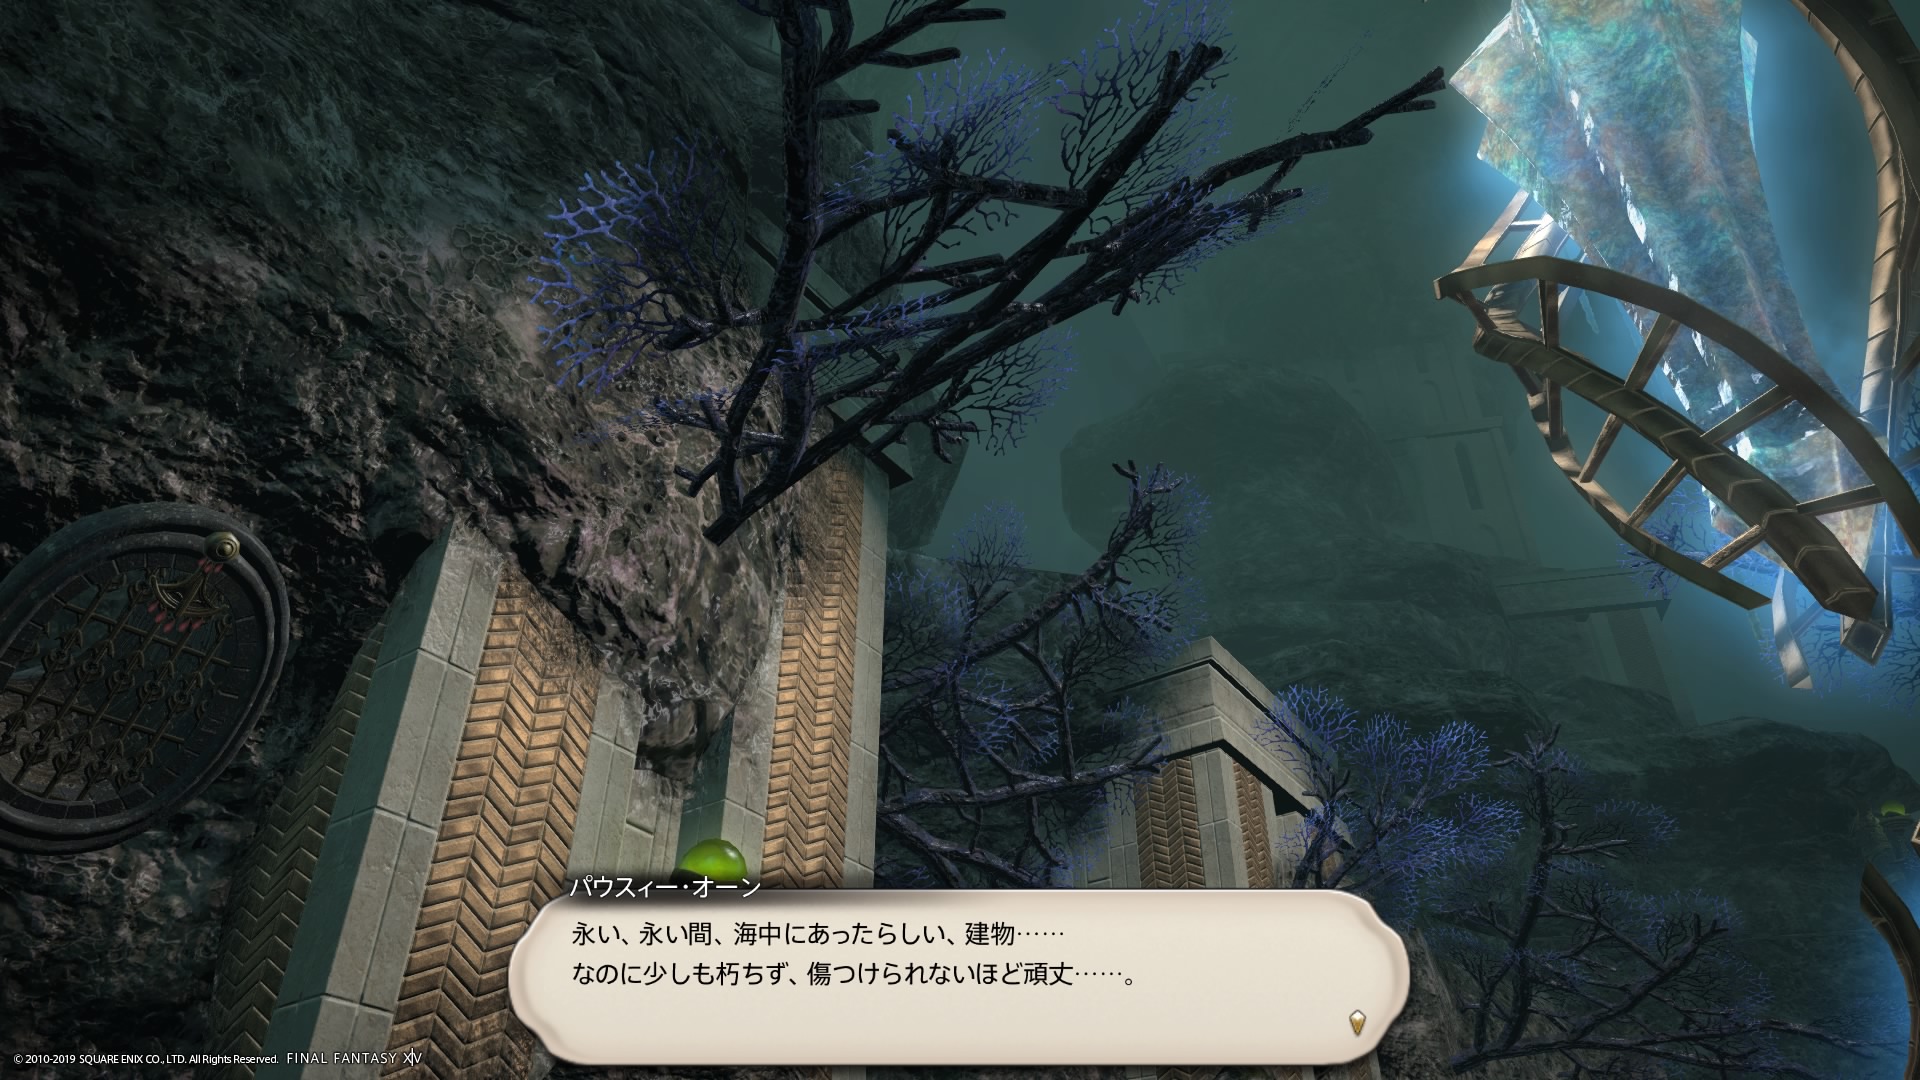 パウスィー・オーン
永い、永い間、海中にあったらしい、建物……
なのに少しも朽ちず、傷つけられないほど頑丈……。
© 2010-2019 SQUARE ENIX CO., LTD. All Rights Reserved. FINAL FANTASY XIV